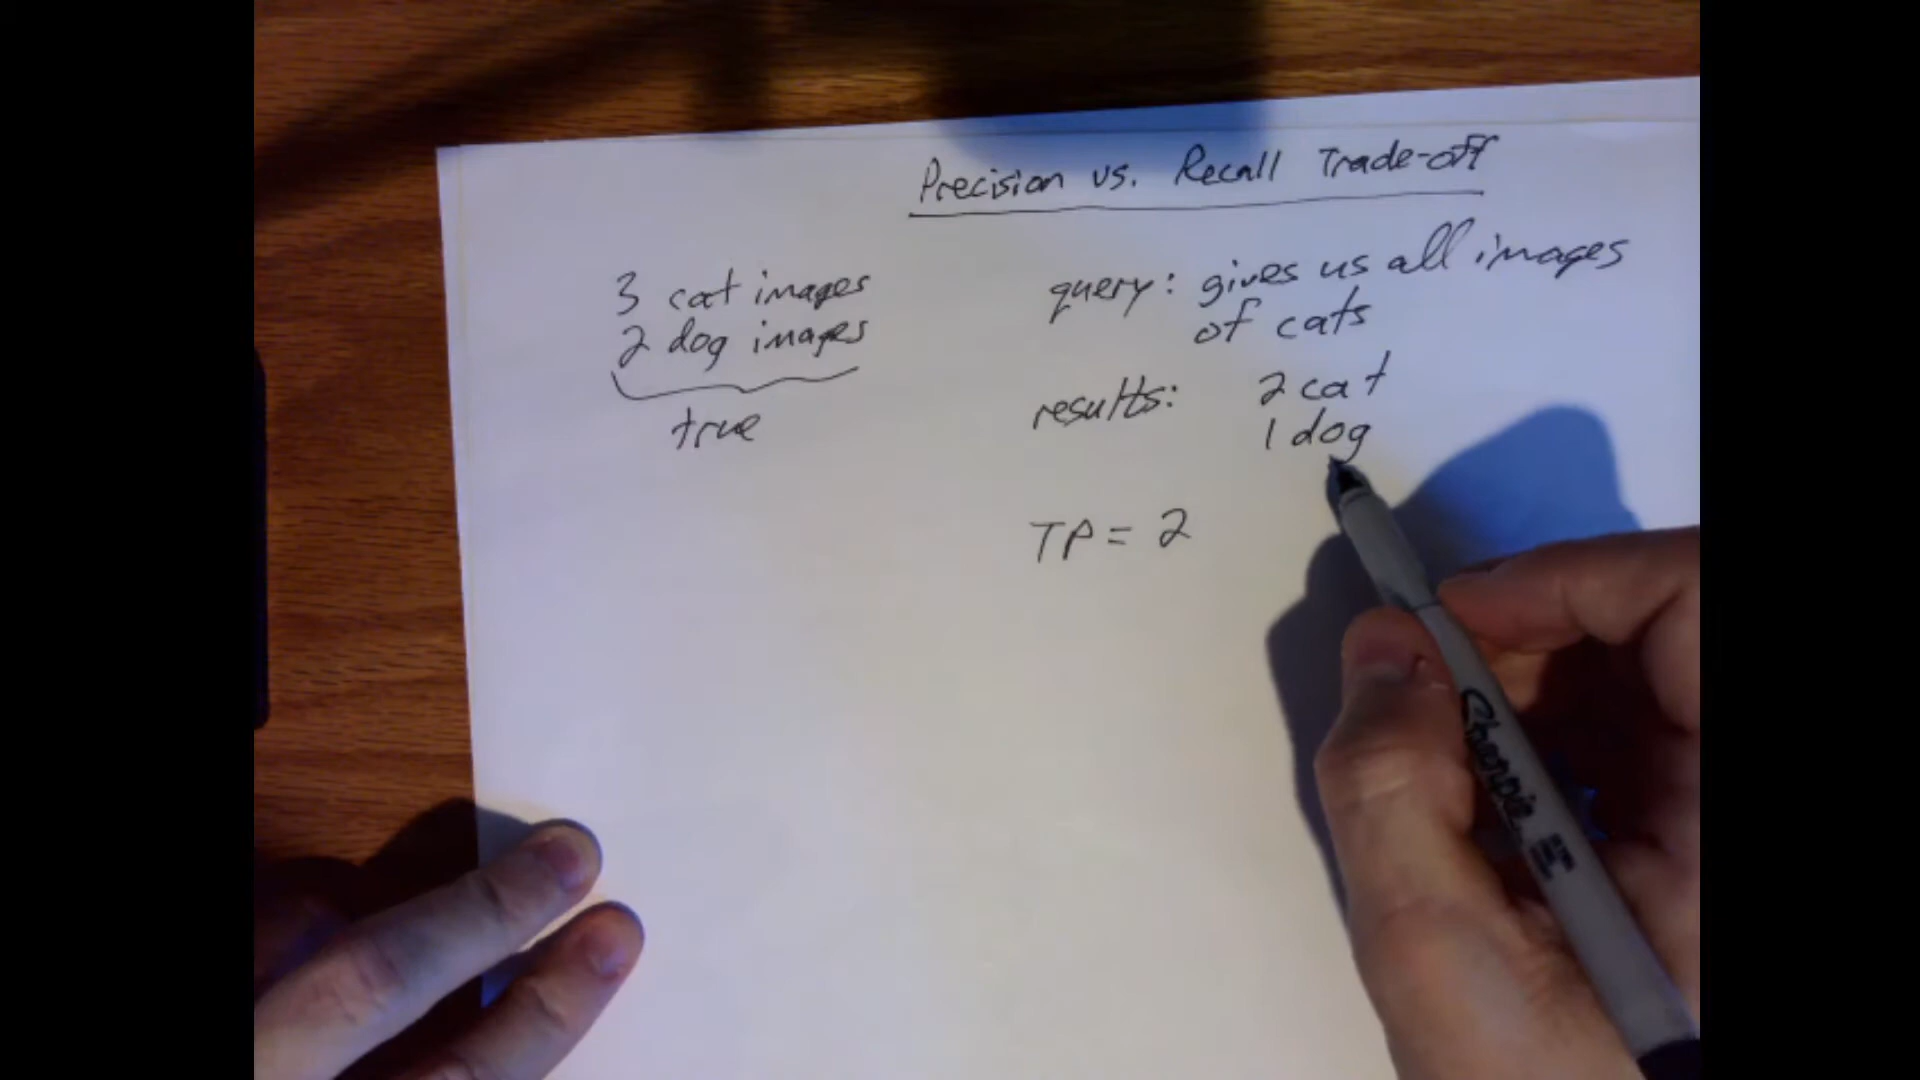 Precision vs. Recall Trade-off
3 cat images
2 dog images
true
query: gives us all images
of cats
results: 2 cat
1 dog
TP = 2
Sharpie